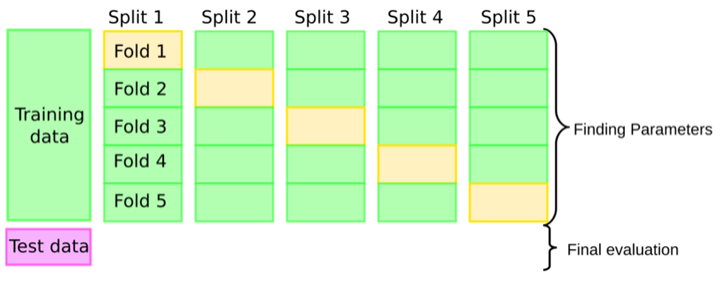 Split 1 Split 2 Split 3 Split 4 Split 5
Fold 1
Fold 2
Training
data
Fold 3
Finding Parameters
Fold 4
Fold 5
Test data
Final evaluation